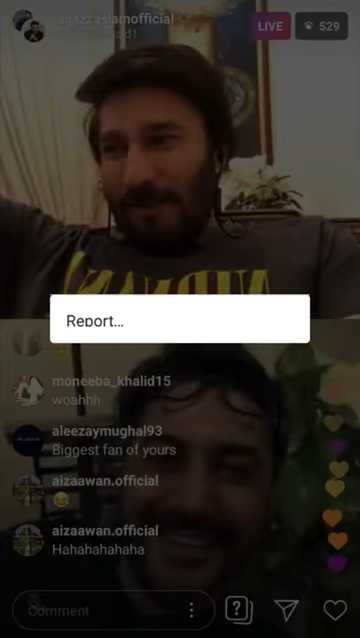 aijazzaslamofficial
LIVE
529
Report...
moneeba_khalid15
woahhh
aleezaymughal93
Biggest fan of yours
aizaawan.official
😂
aizaawan.official
Hahahahahaha
Comment